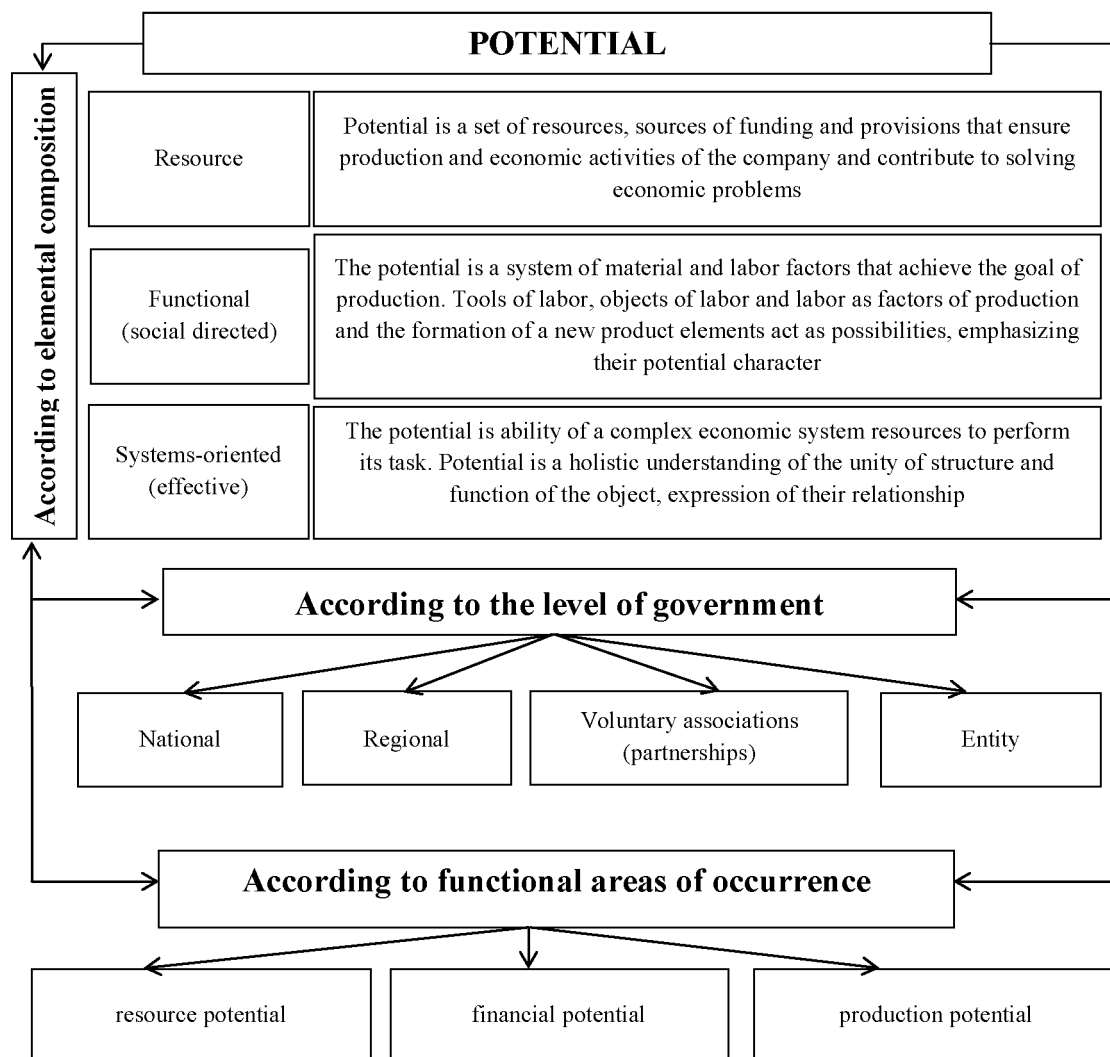 POTENTIAL
According to elemental composition
Resource
Potential is a set of resources, sources of funding and provisions that ensure
production and economic activities of the company and contribute to solving
economic problems
Functional
(social directed)
The potential is a system of material and labor factors that achieve the goal of
production. Tools of labor, objects of labor and labor as factors of production
and the formation of a new product elements act as possibilities, emphasizing
their potential character
Systems-oriented
(effective)
The potential is ability of a complex economic system resources to perform
its task. Potential is a holistic understanding of the unity of structure and
function of the object, expression of their relationship
According to the level of government
National
Regional
Voluntary associations
(partnerships)
Entity
According to functional areas of occurrence
resource potential
financial potential
production potential